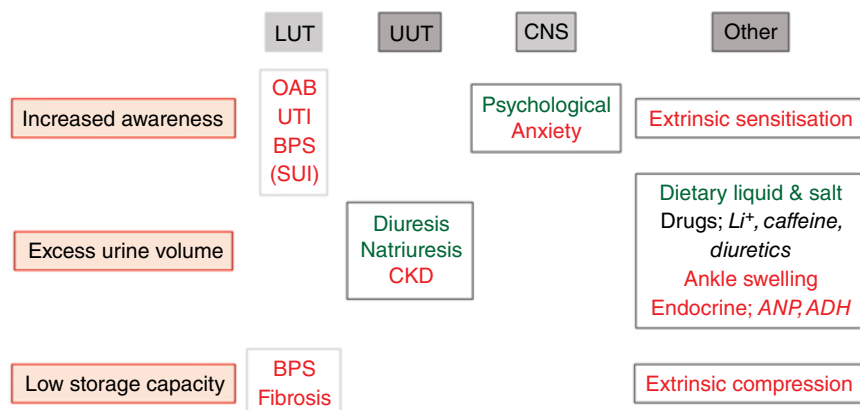 LUT UUT CNS Other
Increased awareness
OAB
UTI
BPS
(SUI)
Psychological
Anxiety
Extrinsic sensitisation
Excess urine volume
Diuresis
Natriuresis
CKD
Dietary liquid & salt
Drugs; Li⁺, caffeine,
diuretics
Ankle swelling
Endocrine; ANP, ADH
Low storage capacity
BPS
Fibrosis
Extrinsic compression